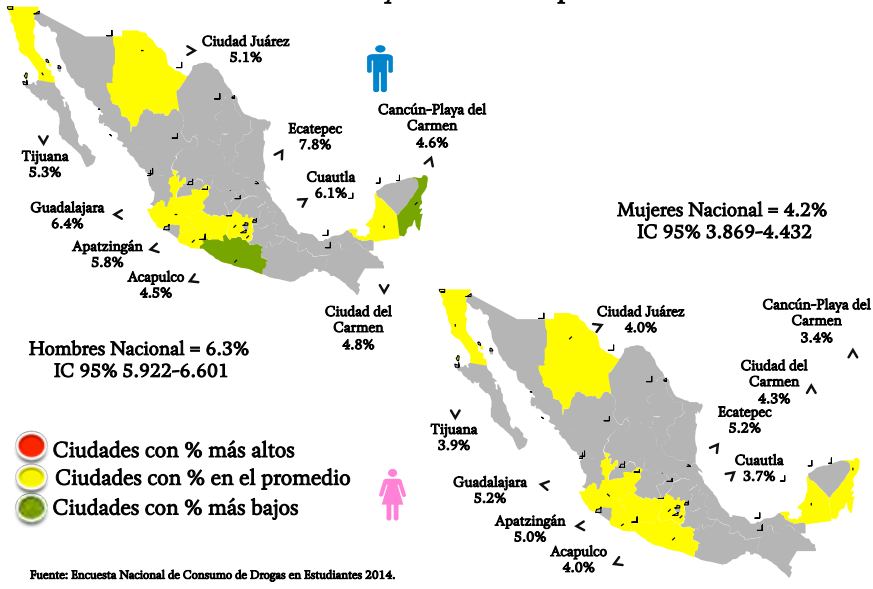 Ciudad Juárez
5.1%
Cancún-Playa del
Carmen
4.6%
Ecatepec
7.8%
Tijuana
5.3%
Cuautla
6.1%
Guadalajara
6.4%
Apatzingán
5.8%
Acapulco
4.5%
Ciudad del
Carmen
4.8%
Hombres Nacional = 6.3%
IC 95% 5.922-6.601
Mujeres Nacional = 4.2%
IC 95% 3.869-4.432
Ciudad Juárez
4.0%
Cancún-Playa del
Carmen
3.4%
Ciudad del
Carmen
4.3%
Ecatepec
5.2%
Tijuana
3.9%
Cuautla
3.7%
Guadalajara
5.2%
Apatzingán
5.0%
Acapulco
4.0%
Ciudades con % más altos
Ciudades con % en el promedio
Ciudades con % más bajos
Fuente: Encuesta Nacional de Consumo de Drogas en Estudiantes 2014.